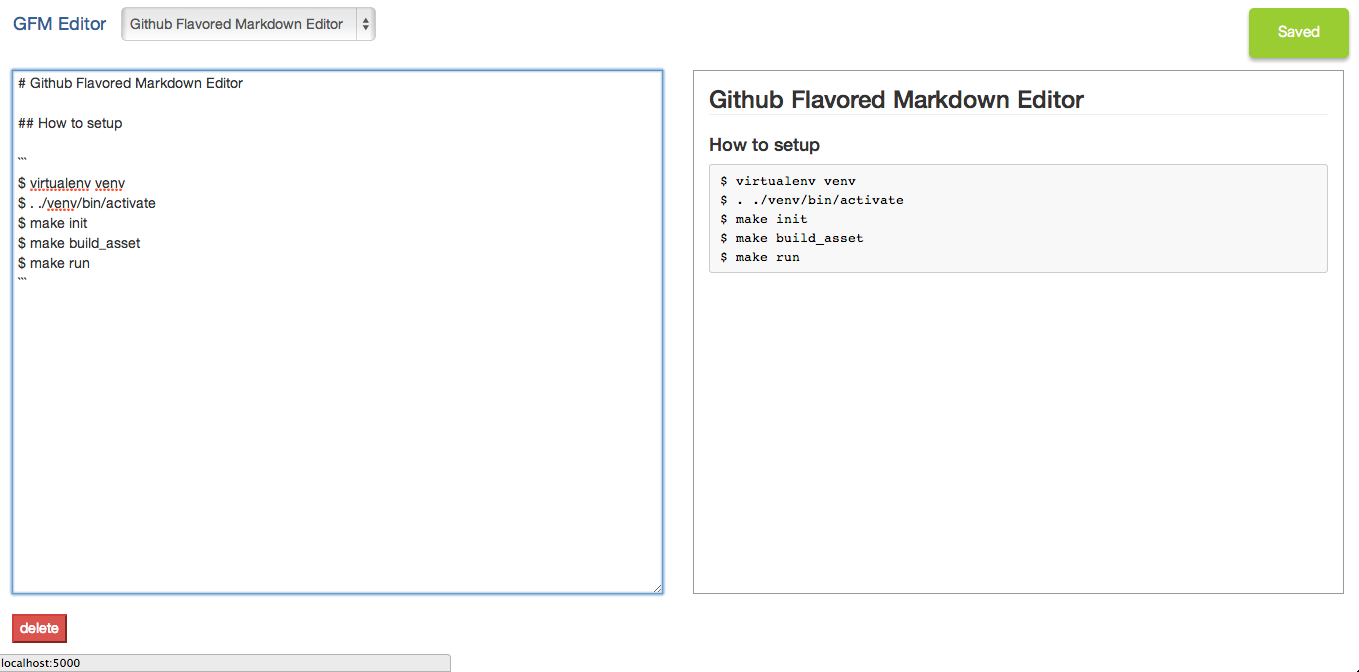 GFM Editor
Github Flavored Markdown Editor
Saved
# Github Flavored Markdown Editor
## How to setup
```
$ virtualenv venv
$ . ./venv/bin/activate
$ make init
$ make build_asset
$ make run
```
Github Flavored Markdown Editor
How to setup
$ virtualenv venv
$ . ./venv/bin/activate
$ make init
$ make build_asset
$ make run
delete
localhost:5000